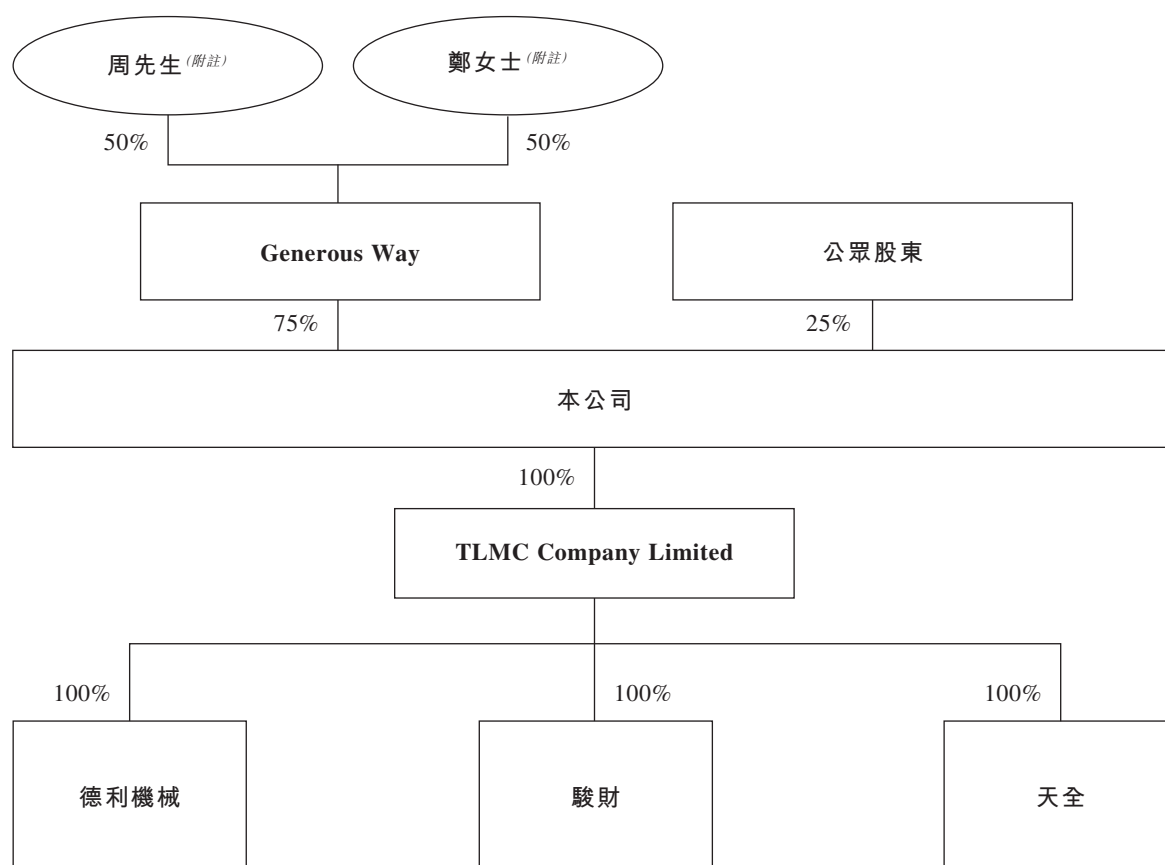 周先生(附註)
鄭女士(附註)
50%
50%
Generous Way
公眾股東
75%
25%
本公司
100%
TLMC Company Limited
100%
100%
100%
德利機械
駿財
天全